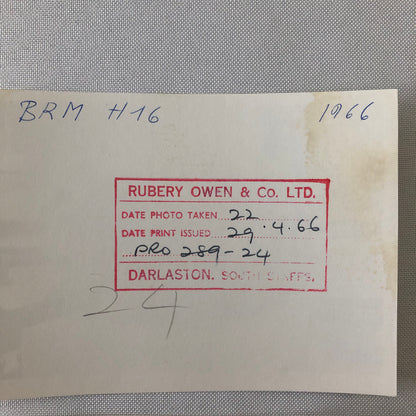 BRM H16 1966
RUBERY OWEN & Co. LTD.
DATE PHOTO TAKEN 22
DATE PRINT ISSUED 29.4.66
PRO 289-24
DARLASTON. SOUTH STAFFS.
24